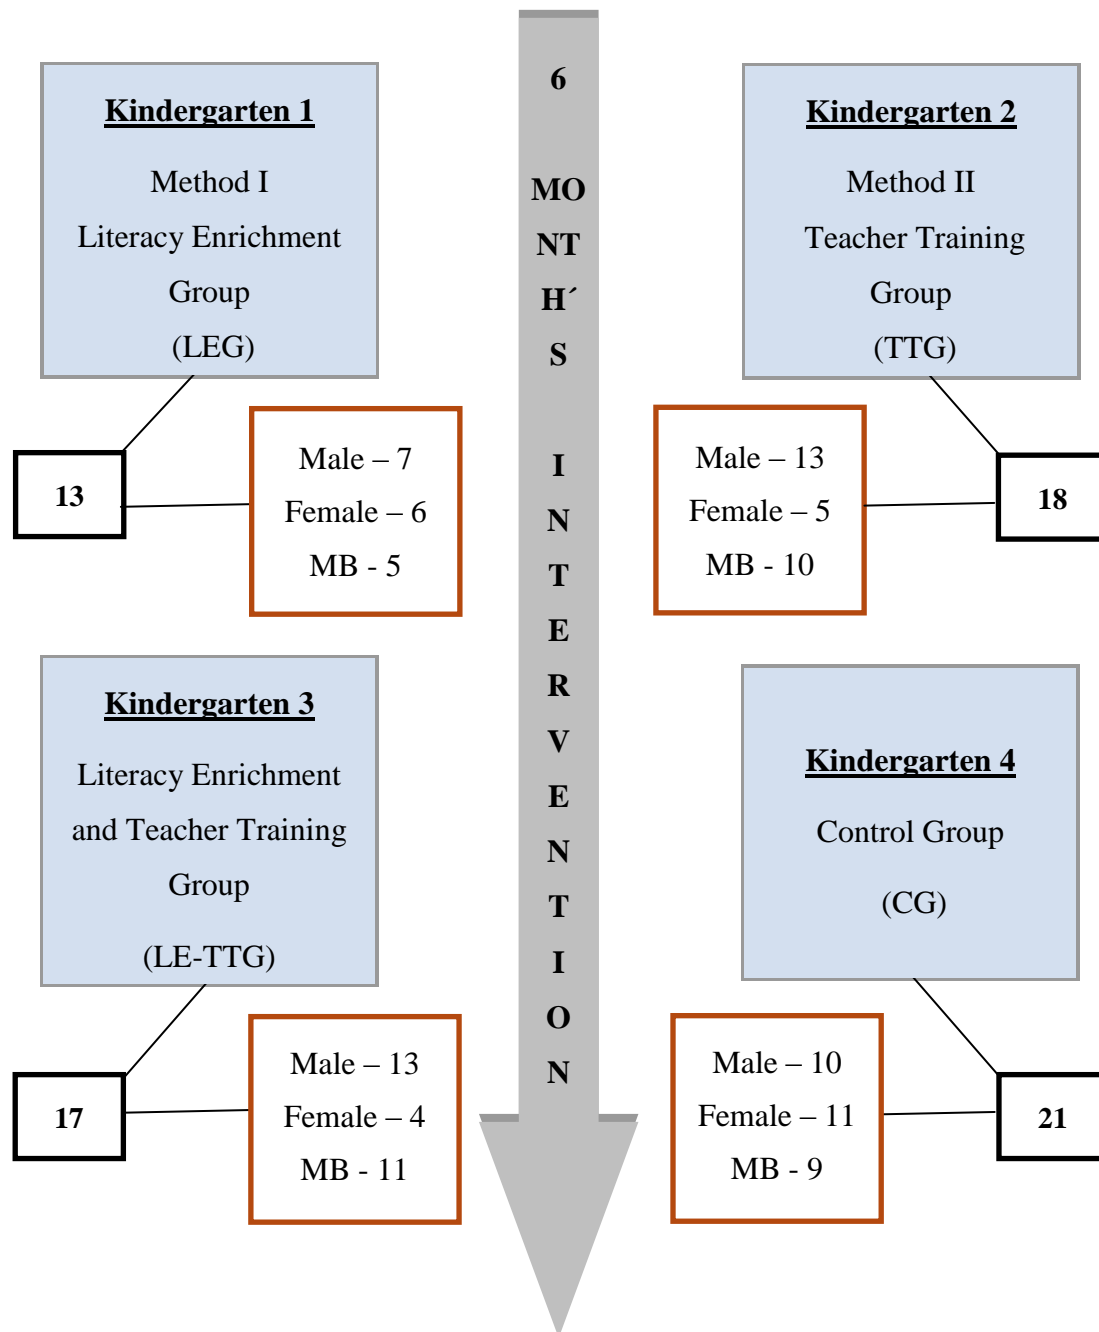 Kindergarten 1
Method I
Literacy Enrichment
Group
(LEG)
13
Male – 7
Female – 6
MB - 5
6
MO
NT
H´
S
I
N
T
E
R
V
E
N
T
I
O
N
Kindergarten 2
Method II
Teacher Training
Group
(TTG)
Male – 13
Female – 5
MB - 10
18
Kindergarten 3
Literacy Enrichment
and Teacher Training
Group
(LE-TTG)
17
Male – 13
Female – 4
MB - 11
Kindergarten 4
Control Group
(CG)
Male – 10
Female – 11
MB - 9
21